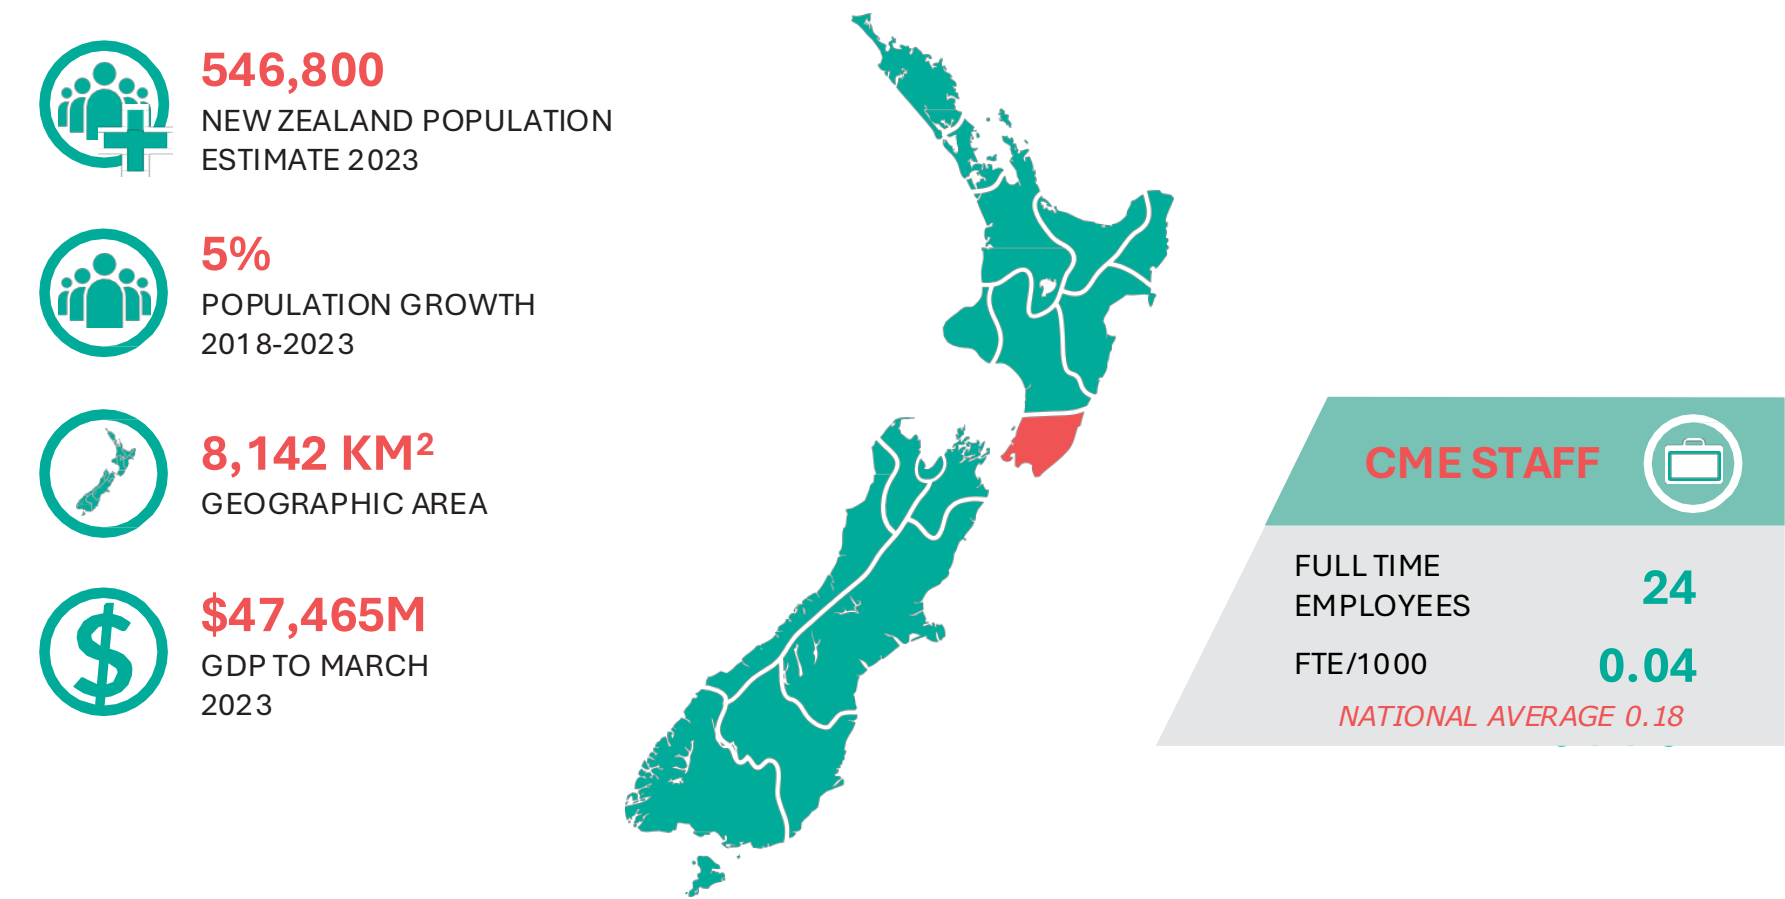 546,800
NEW ZEALAND POPULATION
ESTIMATE 2023
5%
POPULATION GROWTH
2018-2023
8,142 KM²
GEOGRAPHIC AREA
$47,465M
GDP TO MARCH
2023
CME STAFF
FULL TIME
EMPLOYEES
24
FTE/1000
0.04
NATIONAL AVERAGE 0.18